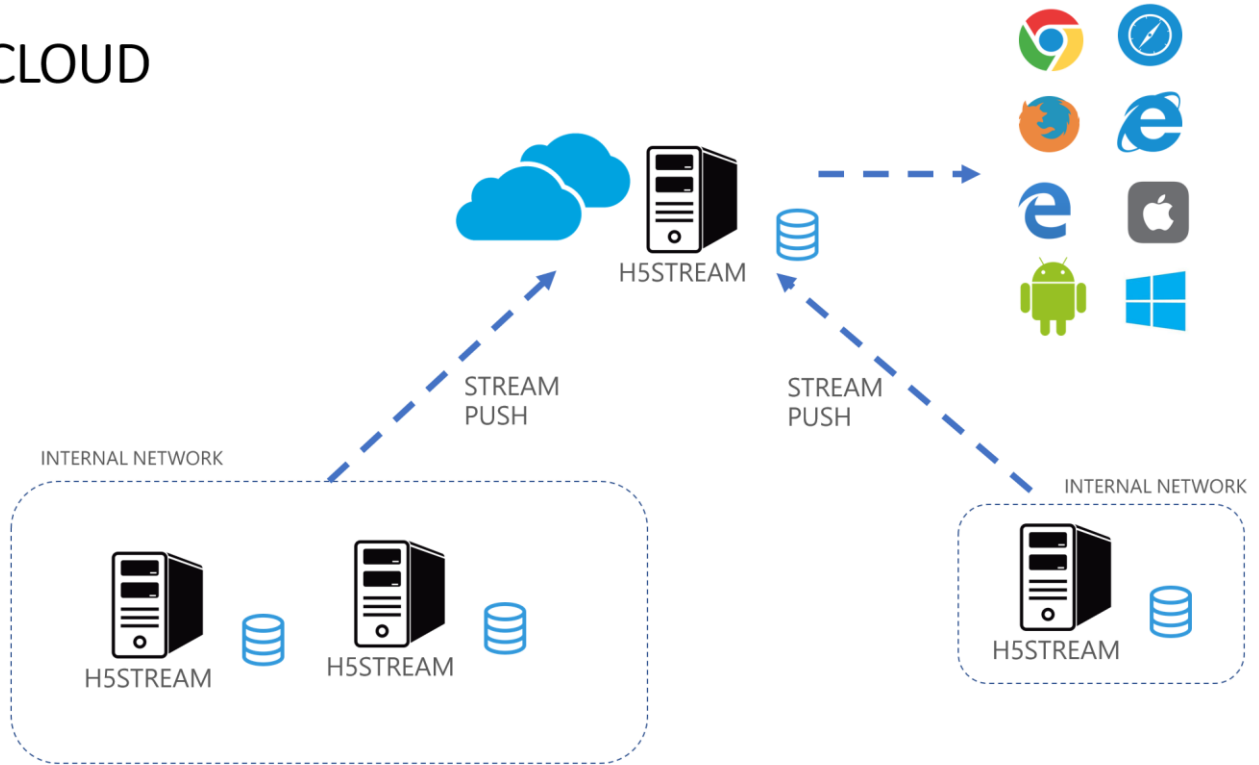 CLOUD
H5STREAM
STREAM
PUSH
STREAM
PUSH
INTERNAL NETWORK
INTERNAL NETWORK
H5STREAM
H5STREAM
H5STREAM